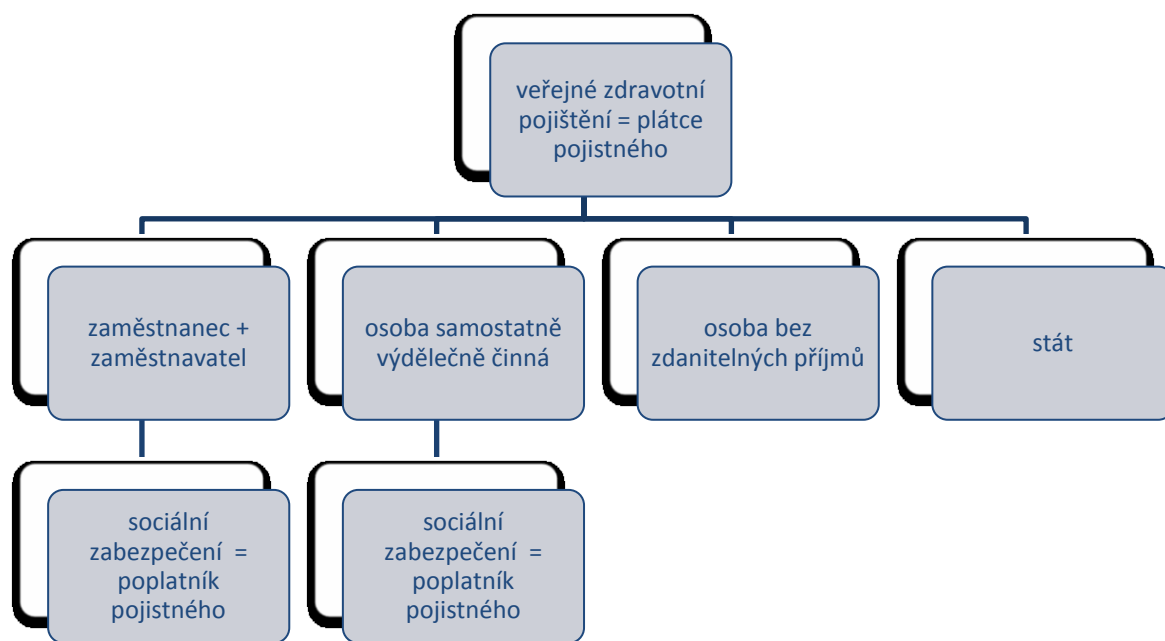 veřejné zdravotní
pojištění = plátce
pojistného
zaměstnanec +
zaměstnavatel
osoba samostatně
výdělečně činná
osoba bez
zdanitelných příjmů
stát
sociální
zabezpečení =
poplatník
pojistného
sociální
zabezpečení =
poplatník
pojistného